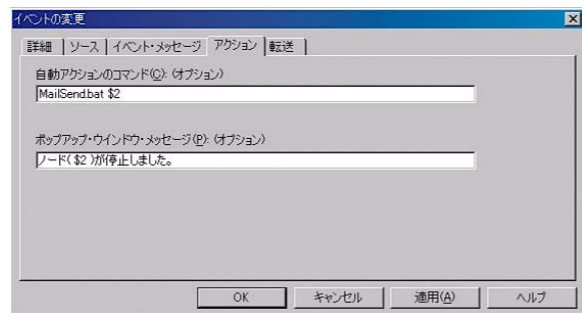 イベントの変更
詳細 ソース イベント・メッセージ アクション 転送
自動アクションのコマンド(C): (オプション)
MailSend.bat $2
ポップアップ・ウインドウ・メッセージ(P): (オプション)
ノード( $2 )が停止しました。
OK キャンセル 適用(A) ヘルプ